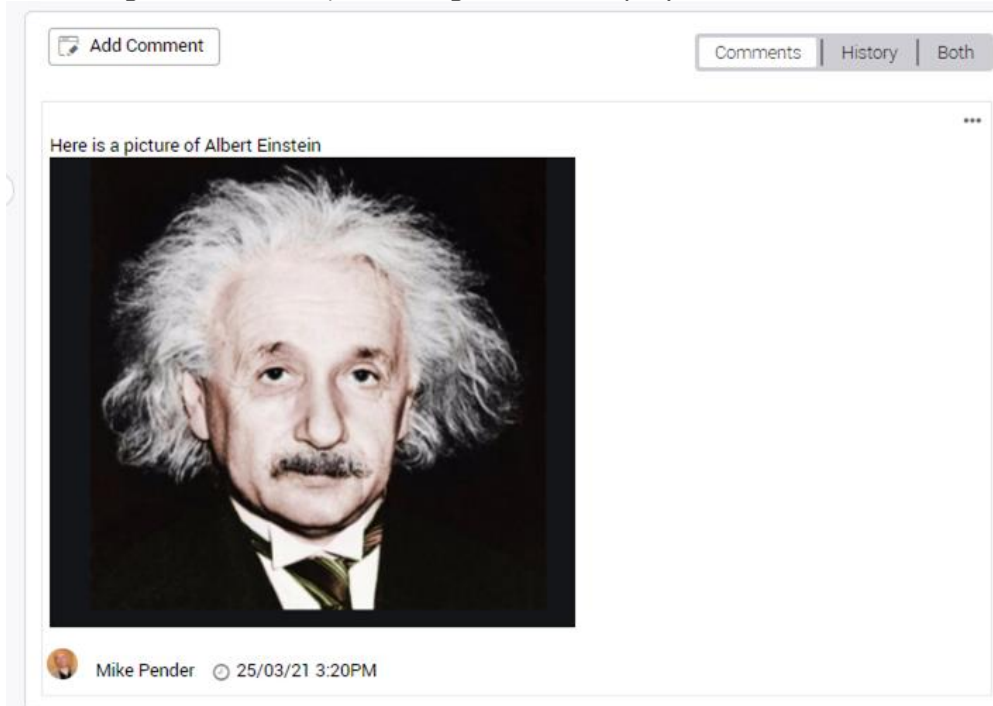 Add Comment
Comments History Both
Here is a picture of Albert Einstein
Mike Pender 25/03/21 3:20PM